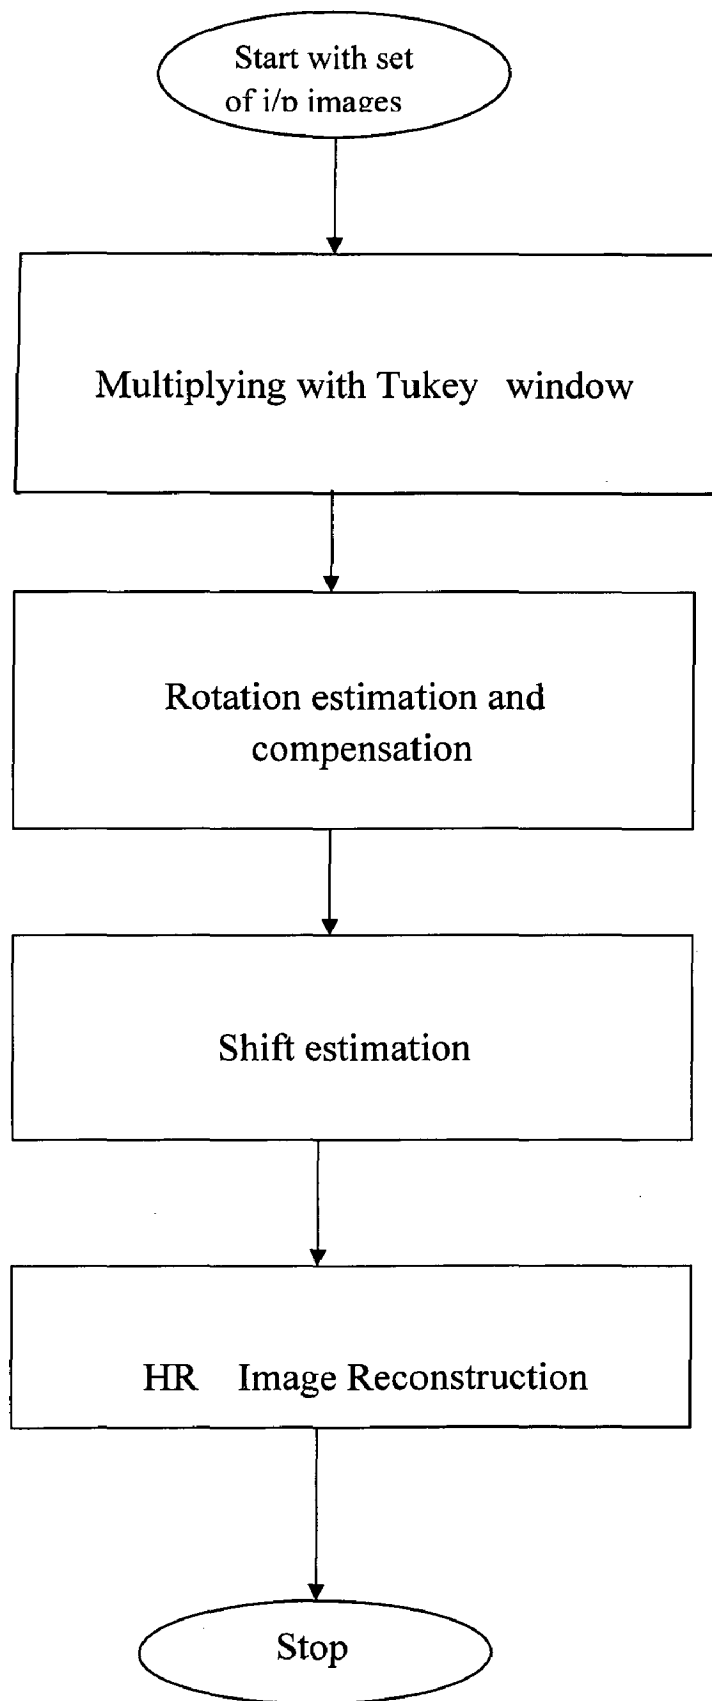 Start with set
of i/p images
Multiplying with Tukey window
Rotation estimation and
compensation
Shift estimation
HR Image Reconstruction
Stop